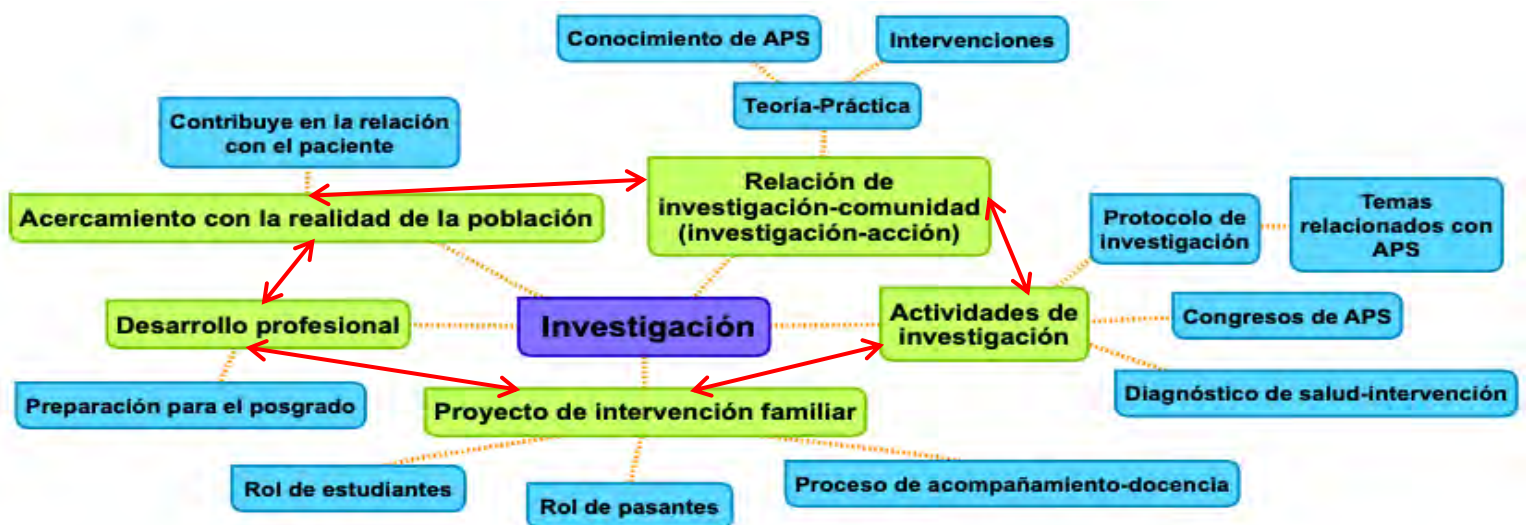 Conocimiento de APS
Intervenciones
Teoría-Práctica
Contribuye en la relación
con el paciente
Relación de
investigación-comunidad
(investigación-acción)
Acercamiento con la realidad de la población
Protocolo de
investigación
Temas
relacionados con
APS
Desarrollo profesional
Investigación
Actividades de
investigación
Congresos de APS
Preparación para el posgrado
Proyecto de intervención familiar
Diagnóstico de salud-intervención
Rol de estudiantes
Rol de pasantes
Proceso de acompañamiento-docencia